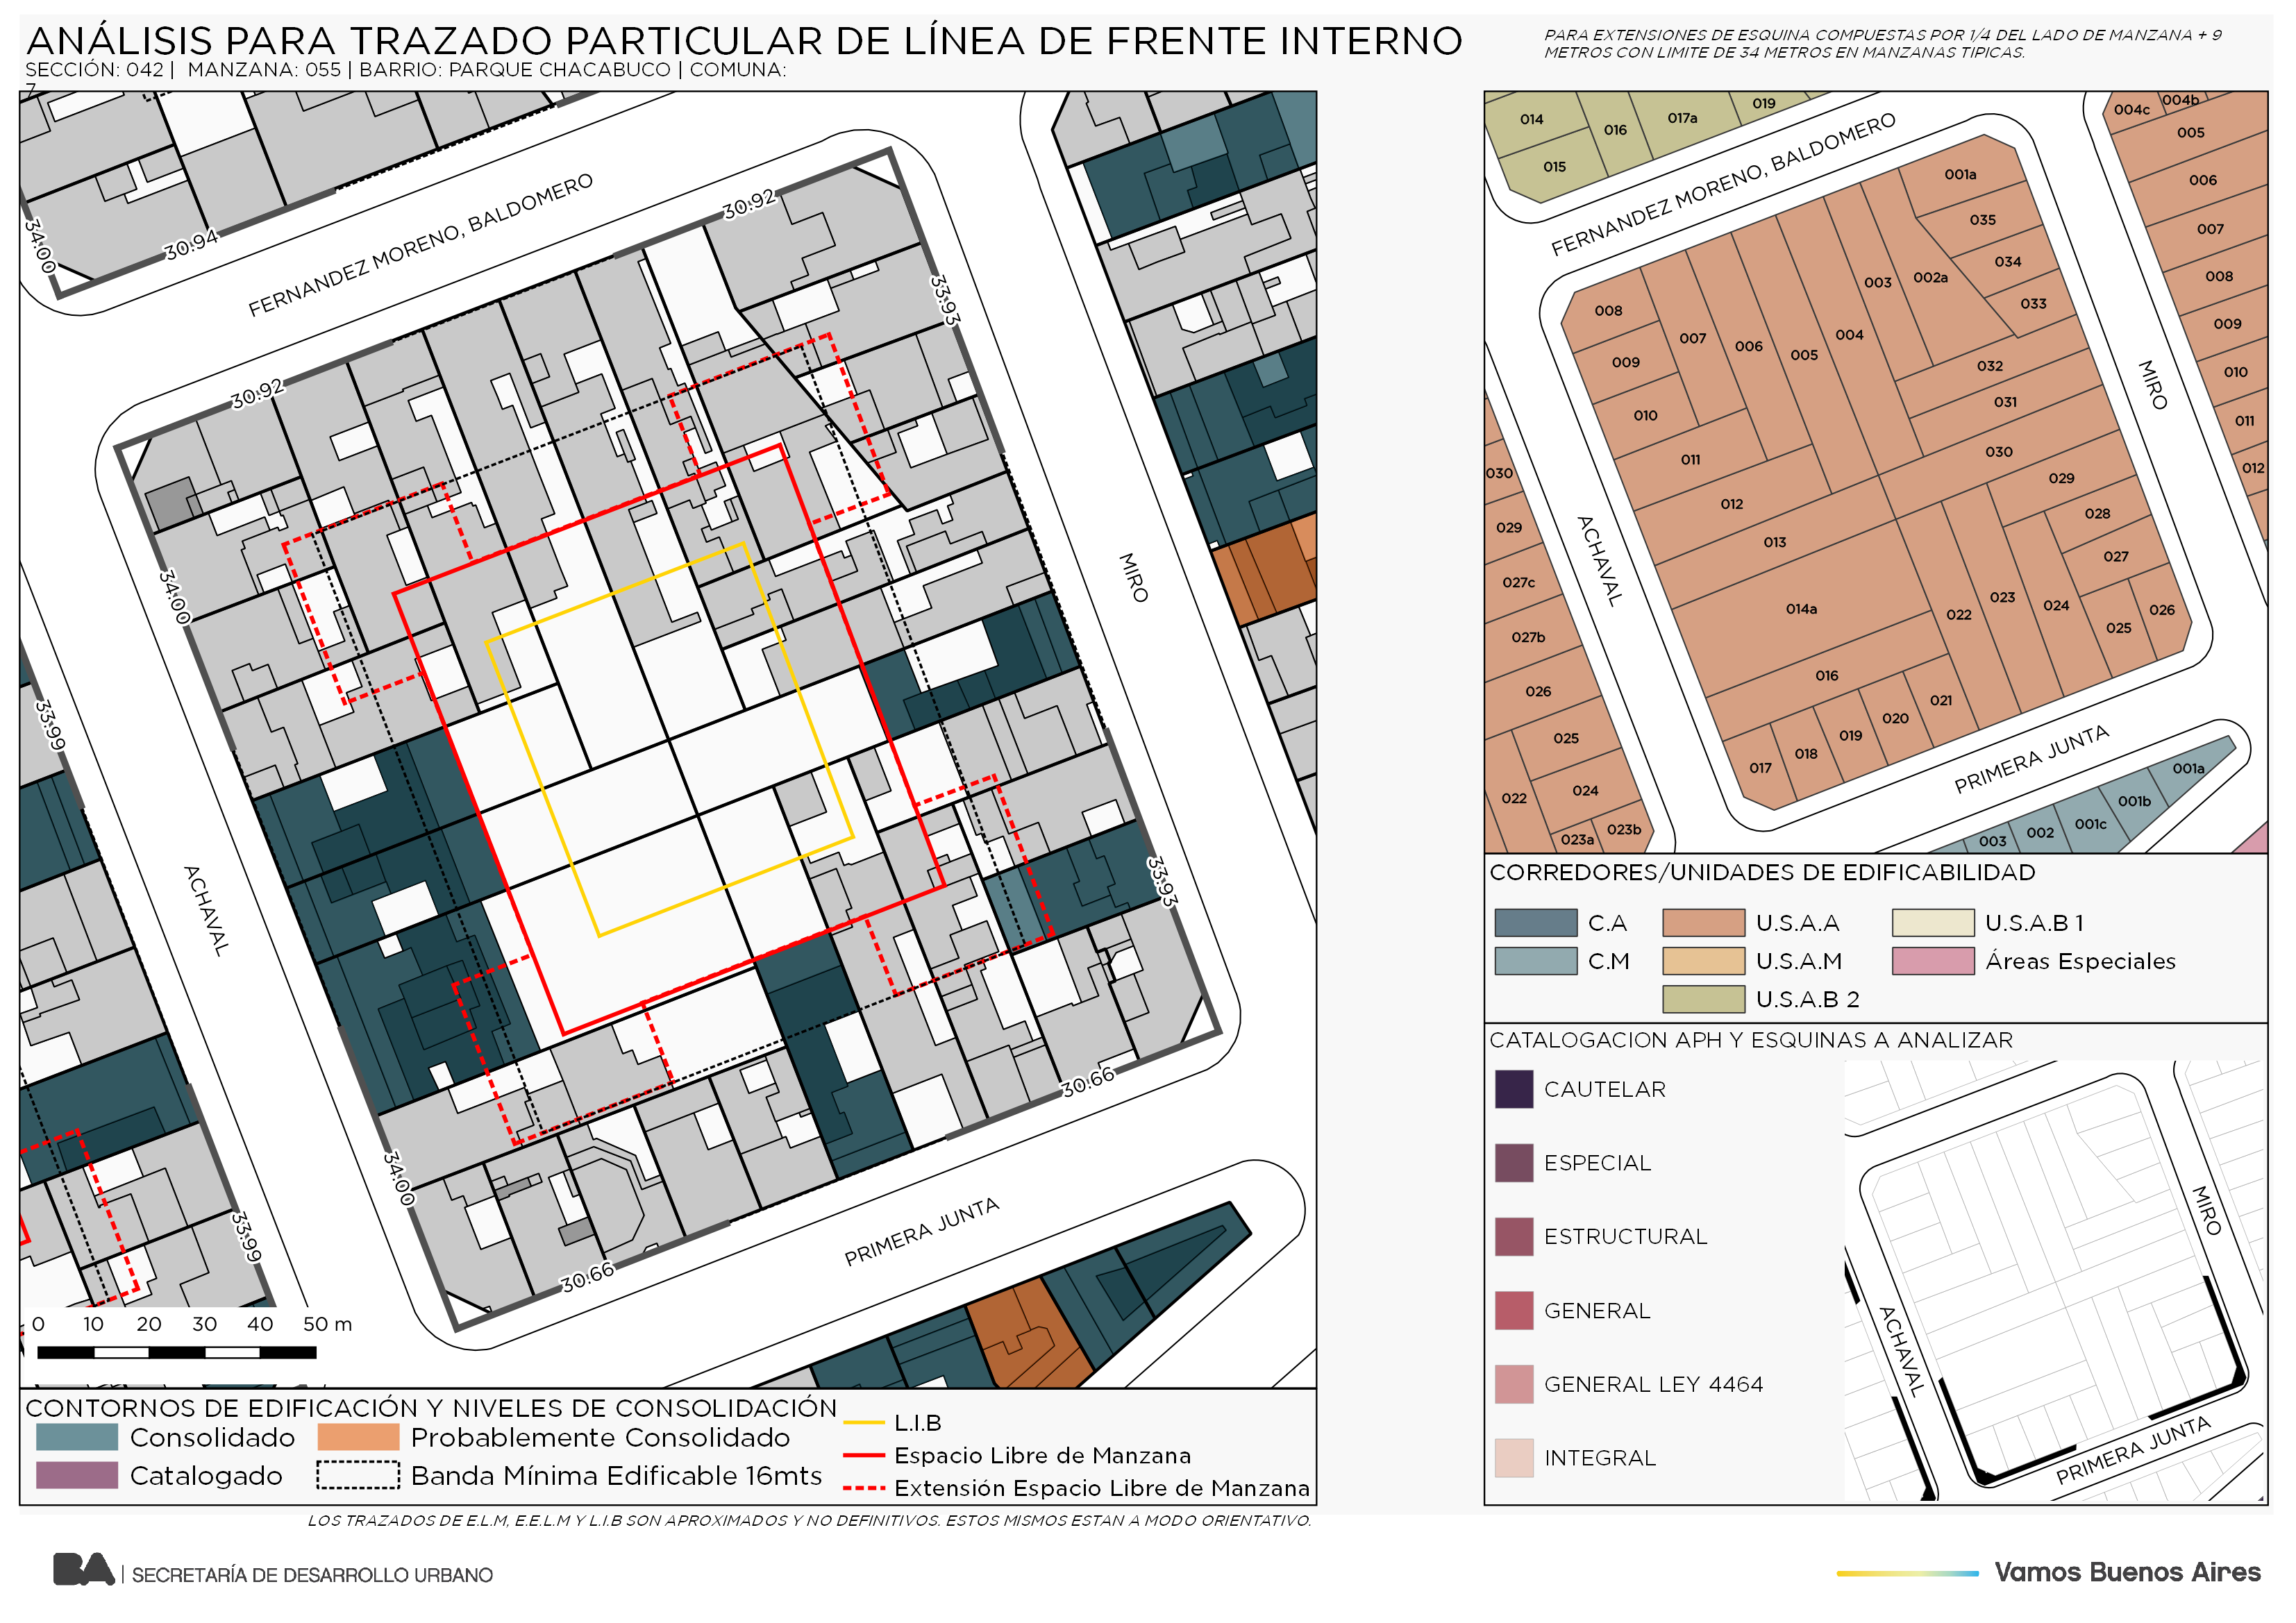 ANÁLISIS PARA TRAZADO PARTICULAR DE LÍNEA DE FRENTE INTERNO
SECCIÓN: 042 | MANZANA: 055 | BARRIO: PARQUE CHACABUCO | COMUNA:
7
PARA EXTENSIONES DE ESQUINA COMPUESTAS POR 1/4 DEL LADO DE MANZANA + 9
METROS CON LIMITE DE 34 METROS EN MANZANAS TIPICAS.
34.00
30.94
FERNANDEZ MORENO, BALDOMERO
30.92
30.92
33.93
34.00
MIRO
33.99
ACHAVAL
33.93
34.00
30.66
30.66
PRIMERA JUNTA
33.99
0 10 20 30 40 50 m
CONTORNOS DE EDIFICACIÓN Y NIVELES DE CONSOLIDACIÓN
Consolidado
Probablemente Consolidado
Catalogado
Banda Mínima Edificable 16mts
L.I.B
Espacio Libre de Manzana
Extensión Espacio Libre de Manzana
014
016
017a
019
015
FERNANDEZ MORENO, BALDOMERO
004c
004b
005
006
007
008
009
010
011
012
001a
035
034
033
002a
003
004
005
006
007
008
009
010
011
012
013
014a
016
017
018
019
020
021
022
023
024
025
026
027
028
029
030
031
032
MIRO
ACHAVAL
PRIMERA JUNTA
030
029
027c
027b
026
025
024
022
023a
023b
003
002
001c
001b
001a
CORREDORES/UNIDADES DE EDIFICABILIDAD
C.A
U.S.A.A
U.S.A.B 1
C.M
U.S.A.M
Áreas Especiales
U.S.A.B 2
CATALOGACION APH Y ESQUINAS A ANALIZAR
CAUTELAR
ESPECIAL
ESTRUCTURAL
GENERAL
GENERAL LEY 4464
INTEGRAL
MIRO
ACHAVAL
PRIMERA JUNTA
LOS TRAZADOS DE E.L.M, E.E.L.M Y L.I.B SON APROXIMADOS Y NO DEFINITIVOS. ESTOS MISMOS ESTAN A MODO ORIENTATIVO.
BA | SECRETARÍA DE DESARROLLO URBANO
Vamos Buenos Aires